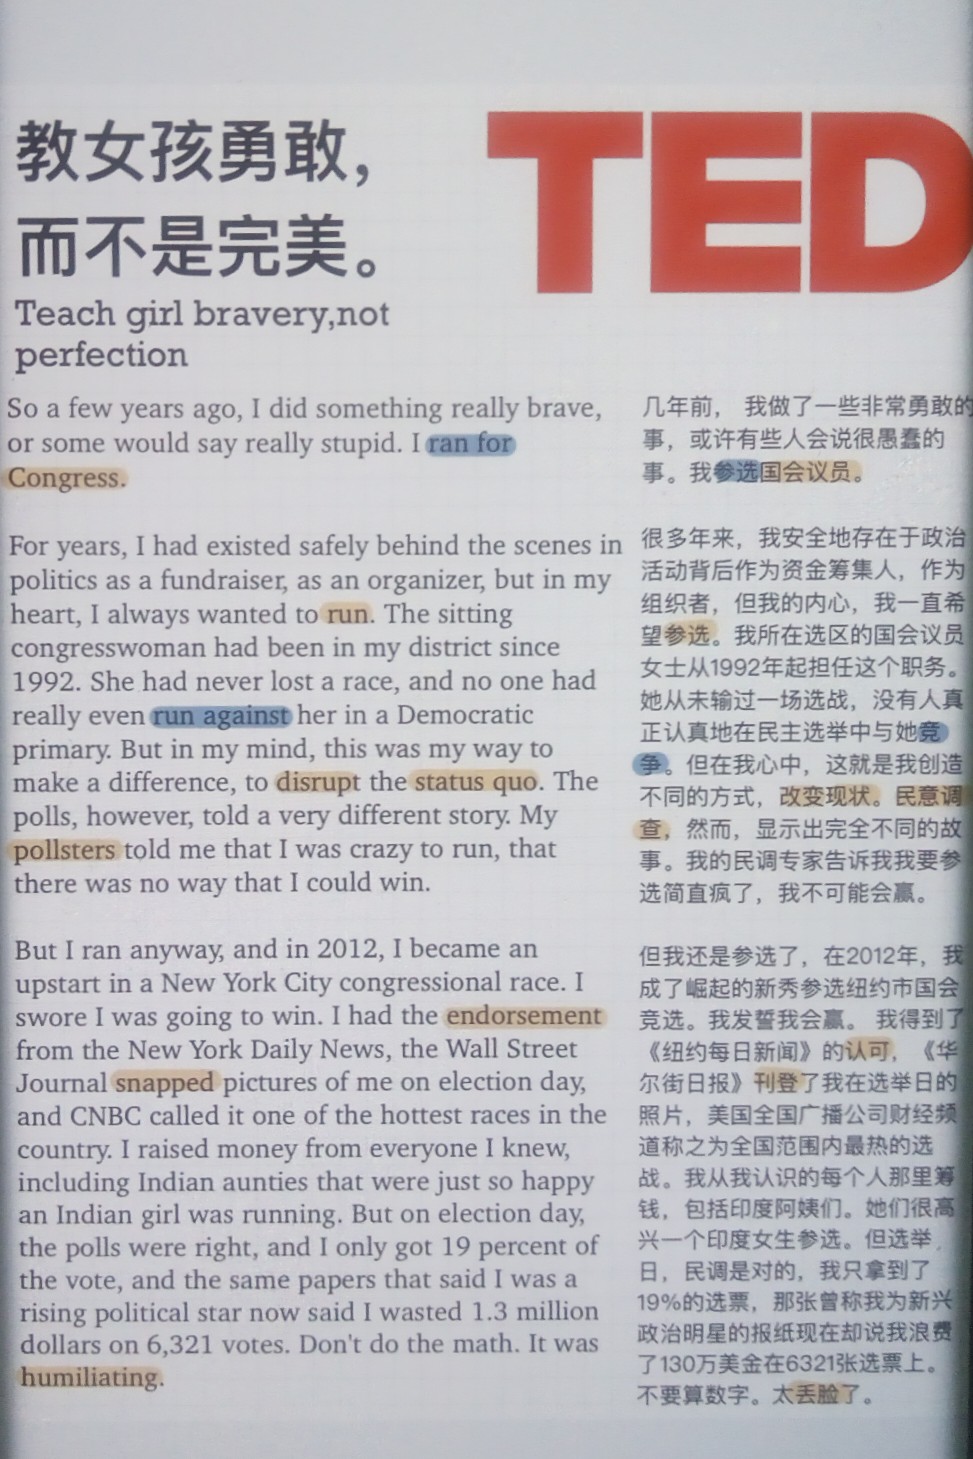 教女孩勇敢，
而不是完美。
TED
Teach girl bravery,not
perfection
So a few years ago, I did something really brave,
or some would say really stupid. I ran for
Congress.
For years, I had existed safely behind the scenes in
politics as a fundraiser, as an organizer, but in my
heart, I always wanted to run. The sitting
congresswoman had been in my district since
1992. She had never lost a race, and no one had
really even run against her in a Democratic
primary. But in my mind, this was my way to
make a difference, to disrupt the status quo. The
polls, however, told a very different story. My
pollsters told me that I was crazy to run, that
there was no way that I could win.
But I ran anyway, and in 2012, I became an
upstart in a New York City congressional race. I
swore I was going to win. I had the endorsement
from the New York Daily News, the Wall Street
Journal snapped pictures of me on election day,
and CNBC called it one of the hottest races in the
country. I raised money from everyone I knew,
including Indian aunties that were just so happy
an Indian girl was running. But on election day,
the polls were right, and I only got 19 percent of
the vote, and the same papers that said I was a
rising political star now said I wasted 1.3 million
dollars on 6,321 votes. Don't do the math. It was
humiliating.
几年前， 我做了一些非常勇敢的
事，或许有些人会说很愚蠢的
事。我参选国会议员。
很多年来，我安全地存在于政治
活动背后作为资金筹集人，作为
组织者，但我的内心，我一直希
望参选。我所在选区的国会议员
女士从1992年起担任这个职务。
她从未输过一场选战，没有人真
正认真地在民主选举中与她竞
争。但在我心中，这就是我创造
不同的方式，改变现状。民意调
查，然而，显示出完全不同的故
事。我的民调专家告诉我我要参
选简直疯了，我不可能会赢。
但我还是参选了，在2012年，我
成了崛起的新秀参选纽约市国会
竞选。我发誓我会赢。 我得到了
《纽约每日新闻》的认可，《华
尔街日报》刊登了我在选举日的
照片，美国全国广播公司财经频
道称之为全国范围内最热的选
战。我从我认识的每个人那里筹
钱，包括印度阿姨们。她们很高
兴一个印度女生参选。但选举
日，民调是对的，我只拿到了
19%的选票，那张曾称我为新兴
政治明星的报纸现在却说我浪费
了130万美金在6321张选票上。
不要算数字。太丢脸了。